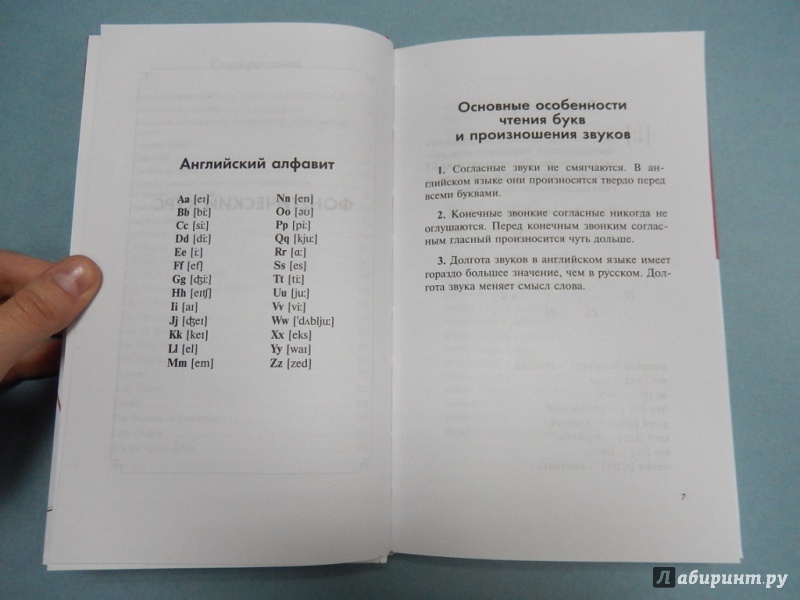 Английский алфавит
Aa [eɪ]
Bb [bi:]
Cc [si:]
Dd [di:]
Ee [i:]
Ff [ef]
Gg [ʤi:]
Hh [eɪʧ]
Ii [aɪ]
Jj [ʤeɪ]
Kk [keɪ]
Ll [el]
Mm [em]
Nn [en]
Oo [əʊ]
Pp [pi:]
Qq [kju:]
Rr [ɑ:]
Ss [es]
Tt [ti:]
Uu [ju:]
Vv [vi:]
Ww ['dʌblju:]
Xx [eks]
Yy [waɪ]
Zz [zed]
Основные особенности
чтения букв
и произношения звуков
1. Согласные звуки не смягчаются. В ан-
глийском языке они произносятся твердо перед
всеми буквами.
2. Конечные звонкие согласные никогда не
оглушаются. Перед конечным звонким соглас-
ным гласный произносится чуть дольше.
3. Долгота звуков в английском языке имеет
гораздо большее значение, чем в русском. Дол-
гота звука меняет смысл слова.
7
Лабиринт.ру